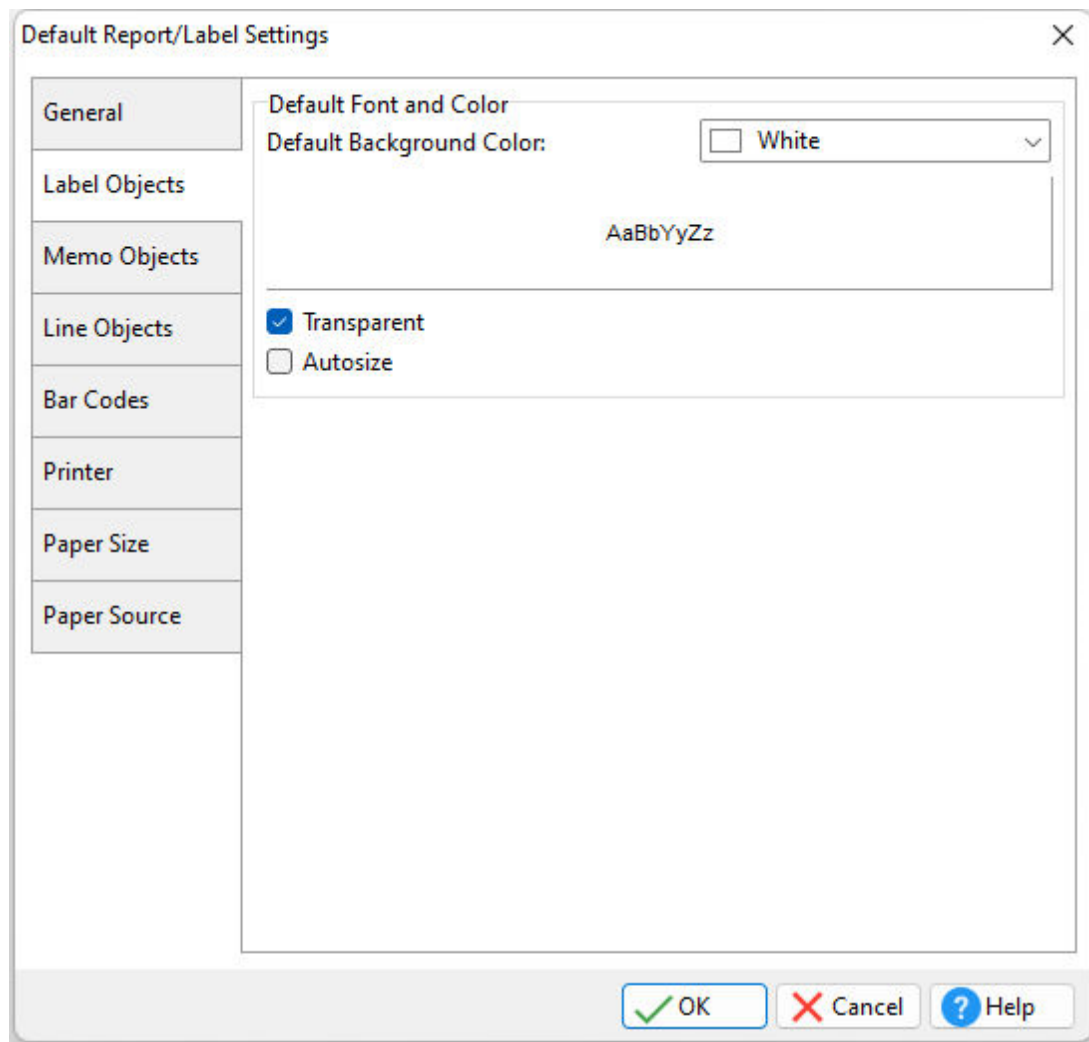 Default Report/Label Settings
General
Label Objects
Memo Objects
Line Objects
Bar Codes
Printer
Paper Size
Paper Source
Default Font and Color
Default Background Color: White
AaBbYyZz
Transparent
Autosize
OK Cancel ? Help